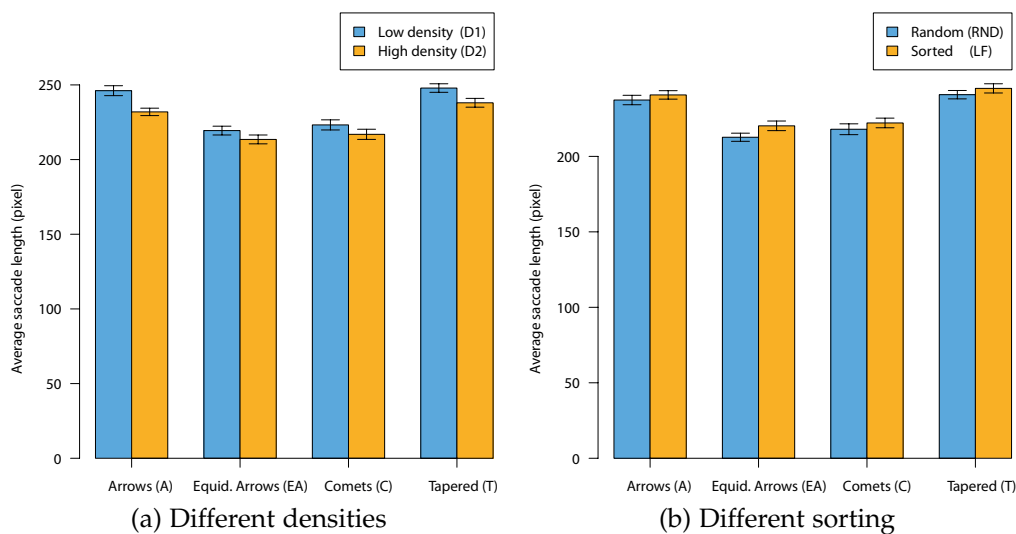 Low density (D1)
High density (D2)
Average saccade length (pixel)
250
200
150
100
50
0
Arrows (A) Equid. Arrows (EA) Comets (C) Tapered (T)
(a) Different densities
Random (RND)
Sorted (LF)
Average saccade length (pixel)
200
150
100
50
0
Arrows (A) Equid. Arrows (EA) Comets (C) Tapered (T)
(b) Different sorting